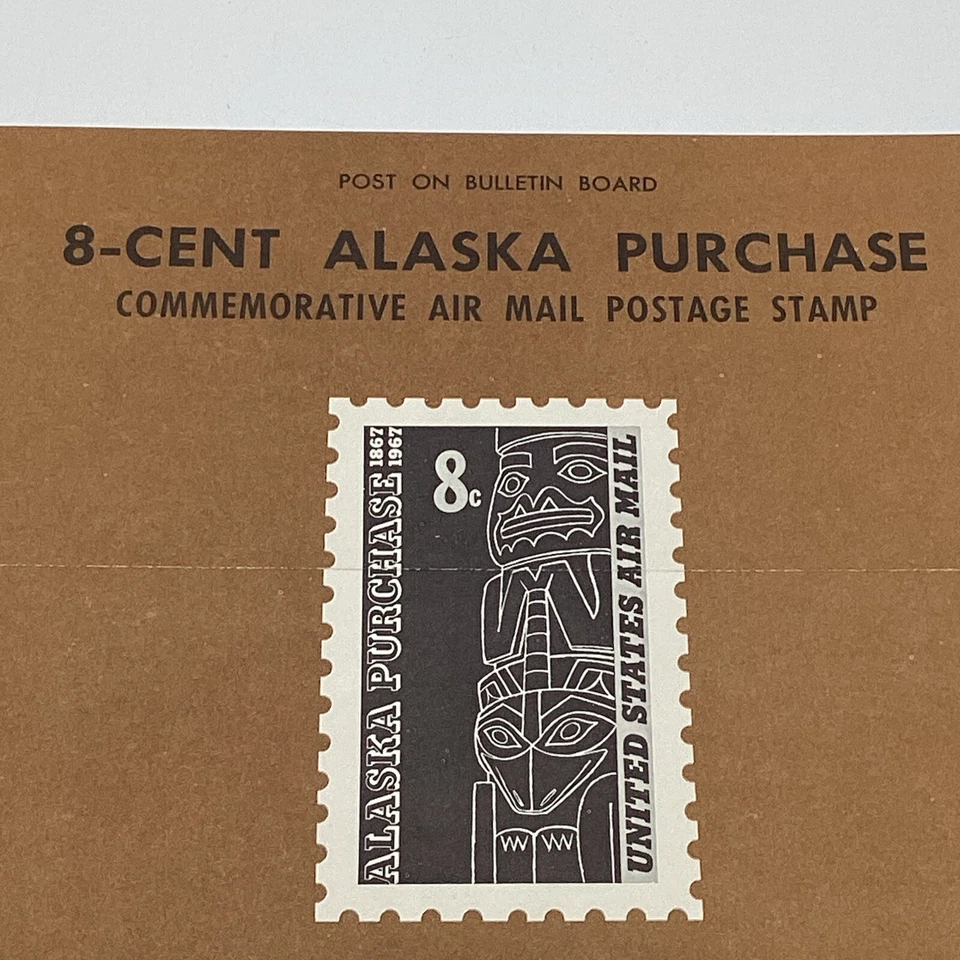 POST ON BULLETIN BOARD
8-CENT ALASKA PURCHASE
COMMEMORATIVE AIR MAIL POSTAGE STAMP
ALASKA PURCHASE 1867
1967
8c
UNITED STATES AIR MAIL